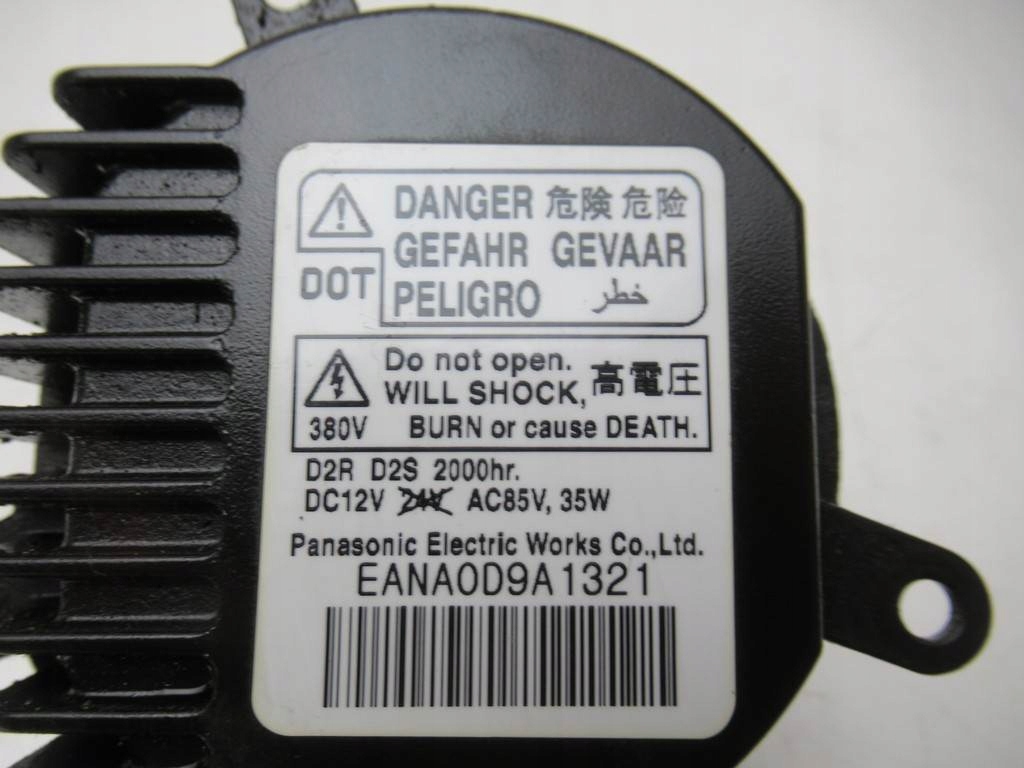 DANGER 危険 危险
GEFAHR GEVAAR
DOT
PELIGRO خطر
Do not open.
WILL SHOCK, 高電圧
380V BURN or cause DEATH.
D2R D2S 2000hr.
DC12V 24V AC85V, 35W
Panasonic Electric Works Co.,Ltd.
EANA0D9A1321